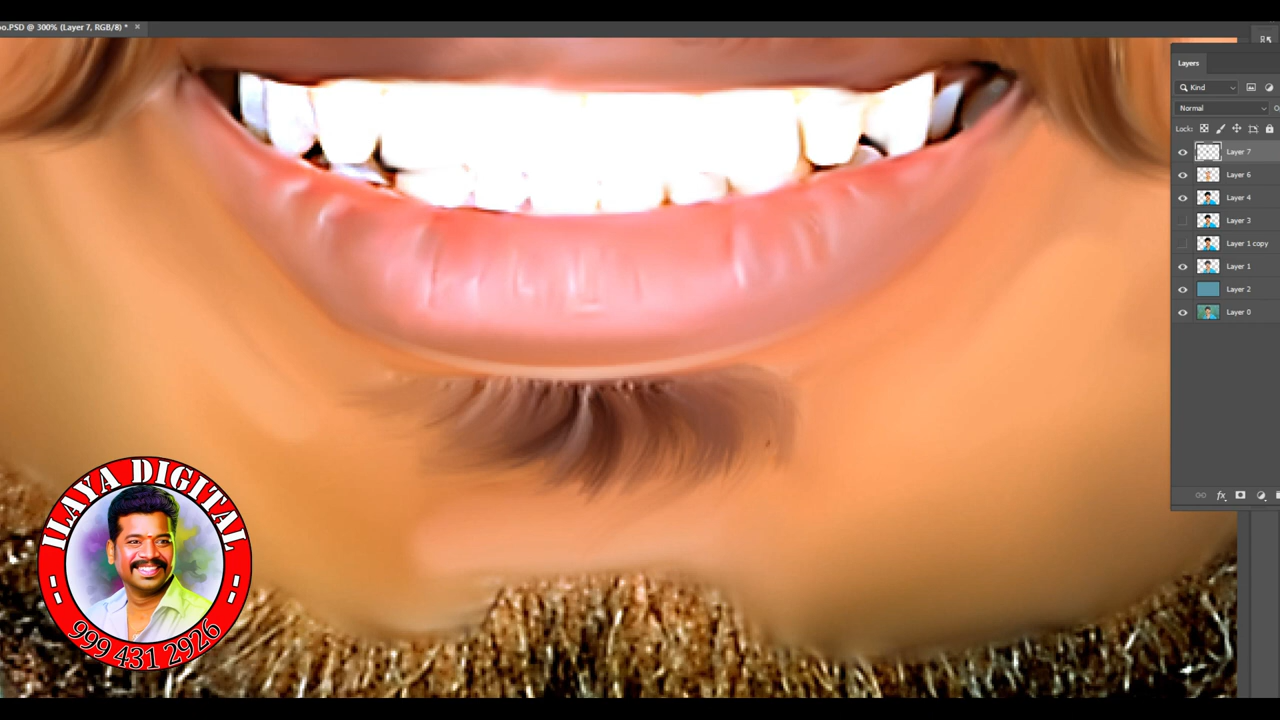 oo.PSD @ 300% (Layer 7, RGB/8) *
Layers
Kind
Normal
Lock:
Layer 7
Layer 6
Layer 4
Layer 3
Layer 1 copy
Layer 1
Layer 2
Layer 0
fx
ILAYA DIGITAL
999 431 2926